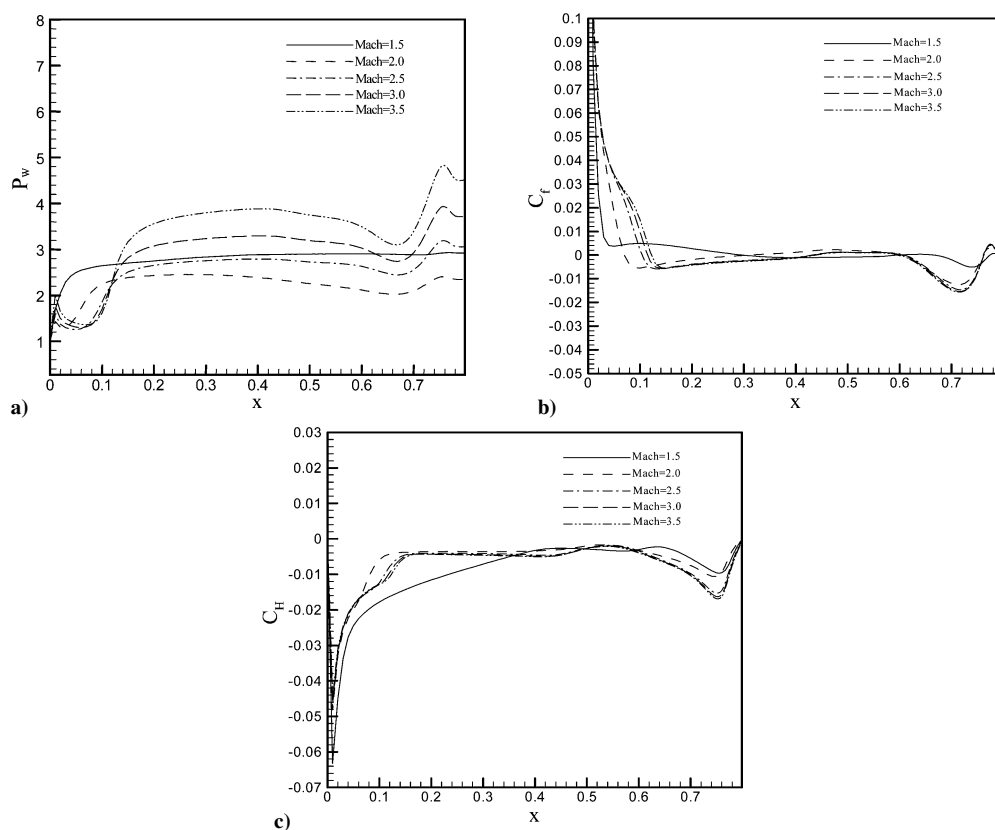 8
7
6
5
4
3
2
1
P_w
Mach=1.5
Mach=2.0
Mach=2.5
Mach=3.0
Mach=3.5
0 0.1 0.2 0.3 0.4 0.5 0.6 0.7
x
a)
0.1
0.09
0.08
0.07
0.06
0.05
0.04
0.03
0.02
0.01
0
-0.01
-0.02
-0.03
-0.04
-0.05
C_f
Mach=1.5
Mach=2.0
Mach=2.5
Mach=3.0
Mach=3.5
0 0.1 0.2 0.3 0.4 0.5 0.6 0.7
x
b)
0.03
0.02
0.01
0
-0.01
-0.02
-0.03
-0.04
-0.05
-0.06
-0.07
C_H
Mach=1.5
Mach=2.0
Mach=2.5
Mach=3.0
Mach=3.5
0 0.1 0.2 0.3 0.4 0.5 0.6 0.7
x
c)